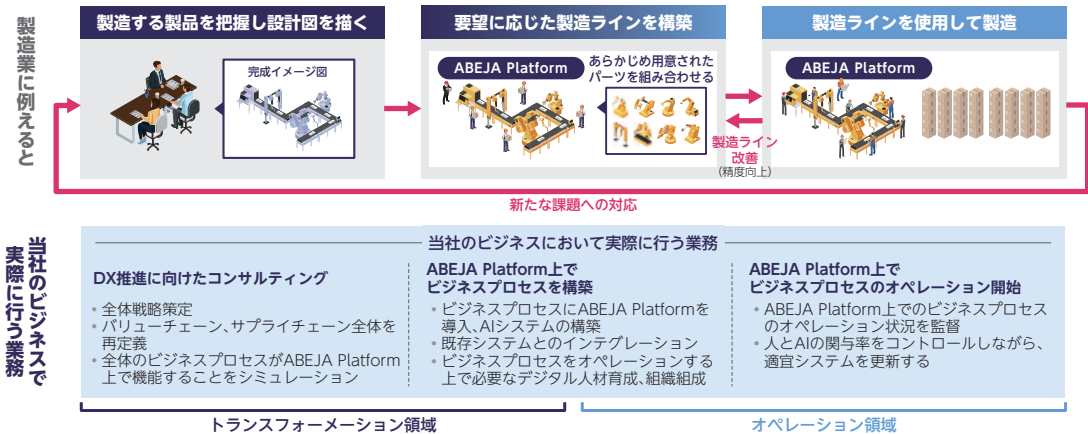 製造業に例えると
製造する製品を把握し設計図を描く
完成イメージ図
要望に応じた製造ラインを構築
ABEJA Platform
あらかじめ用意された
パーツを組み合わせる
製造ラインを使用して製造
ABEJA Platform
製造ライン
改善
(精度向上)
新たな課題への対応
当社のビジネスで
実際に行う業務
当社のビジネスにおいて実際に行う業務
DX推進に向けたコンサルティング
• 全体戦略策定
• バリューチェーン、サプライチェーン全体を
再定義
• 全体のビジネスプロセスがABEJA Platform
上で機能することをシミュレーション
ABEJA Platform上で
ビジネスプロセスを構築
• ビジネスプロセスにABEJA Platformを
導入、AIシステムの構築
• 既存システムとのインテグレーション
• ビジネスプロセスをオペレーションする
上で必要なデジタル人材育成、組織組成
ABEJA Platform上で
ビジネスプロセスのオペレーション開始
• ABEJA Platform上でのビジネスプロセス
のオペレーション状況を監督
• 人とAIの関与率をコントロールしながら、
適宜システムを更新する
トランスフォーメーション領域
オペレーション領域